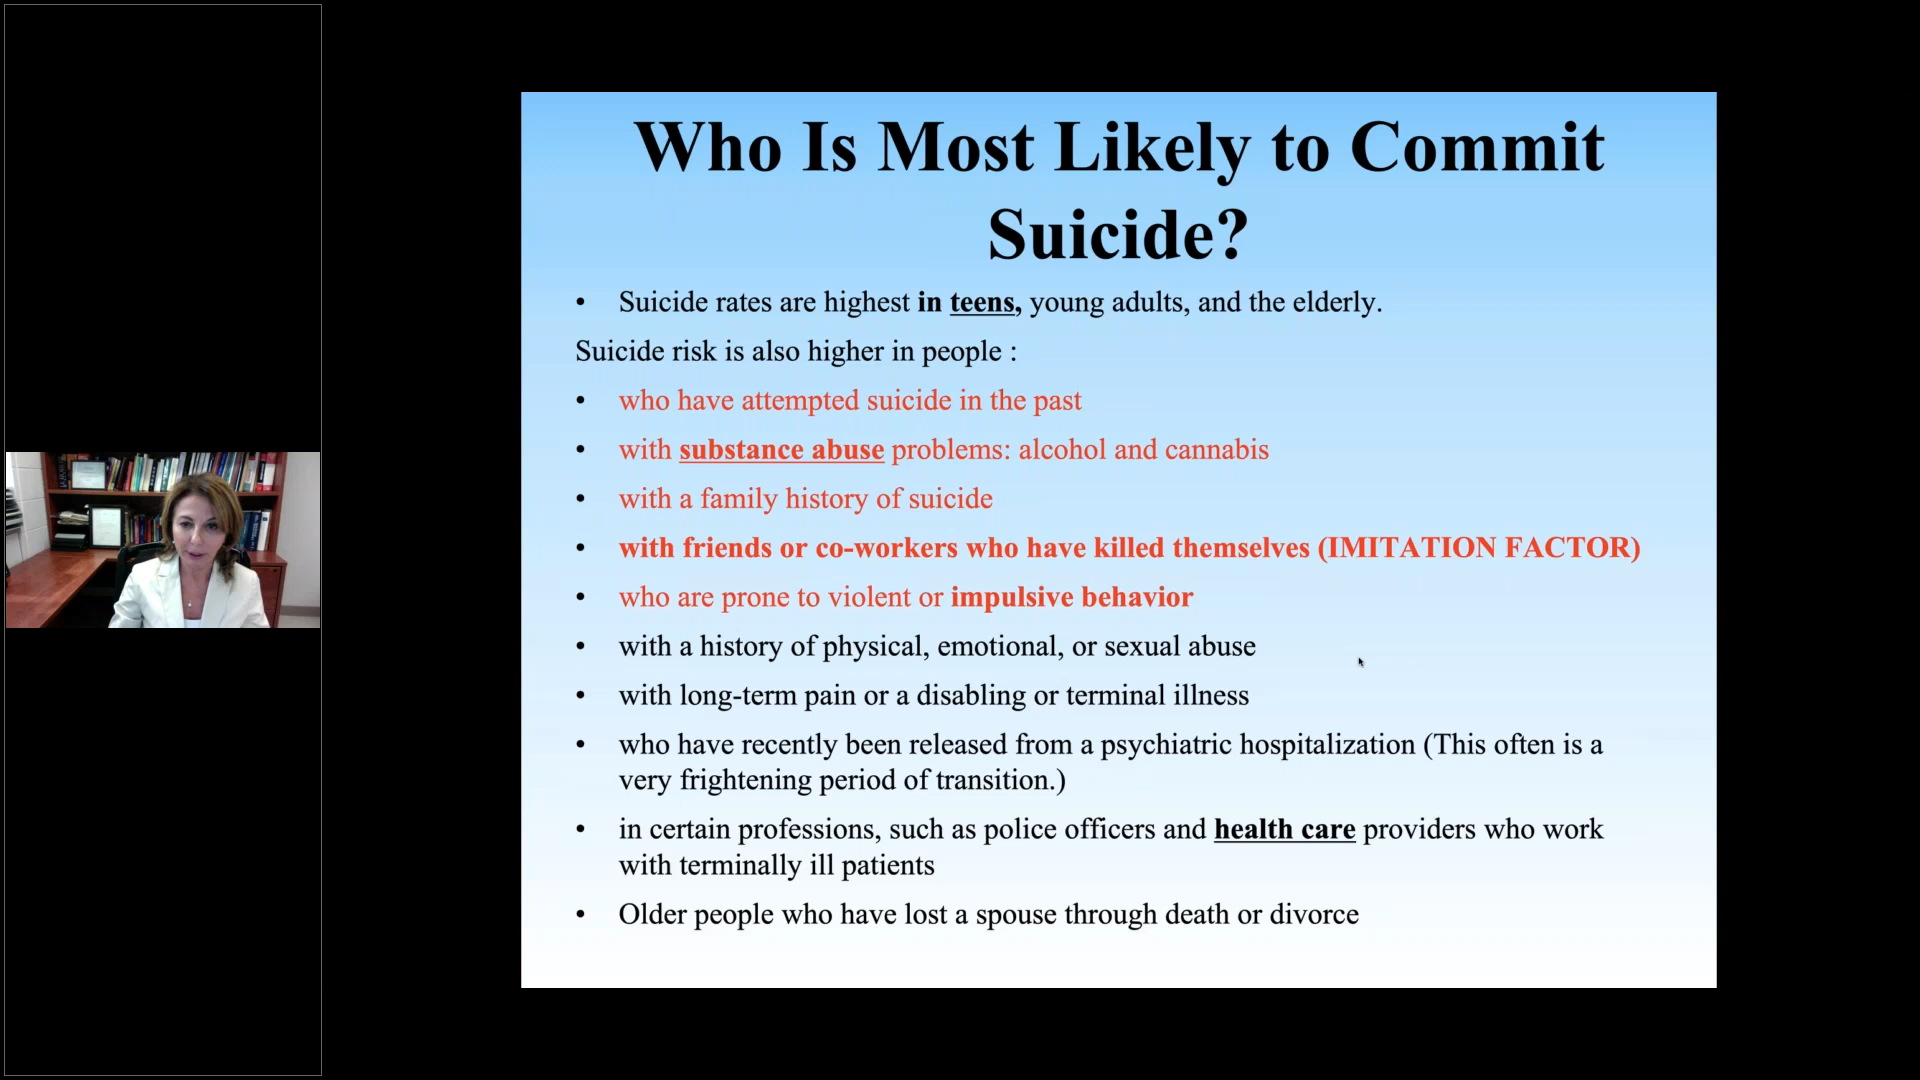 Who Is Most Likely to Commit
Suicide?
• Suicide rates are highest in teens, young adults, and the elderly.
Suicide risk is also higher in people :
• who have attempted suicide in the past
• with substance abuse problems: alcohol and cannabis
• with a family history of suicide
• with friends or co-workers who have killed themselves (IMITATION FACTOR)
• who are prone to violent or impulsive behavior
• with a history of physical, emotional, or sexual abuse
• with long-term pain or a disabling or terminal illness
• who have recently been released from a psychiatric hospitalization (This often is a
very frightening period of transition.)
• in certain professions, such as police officers and health care providers who work
with terminally ill patients
• Older people who have lost a spouse through death or divorce